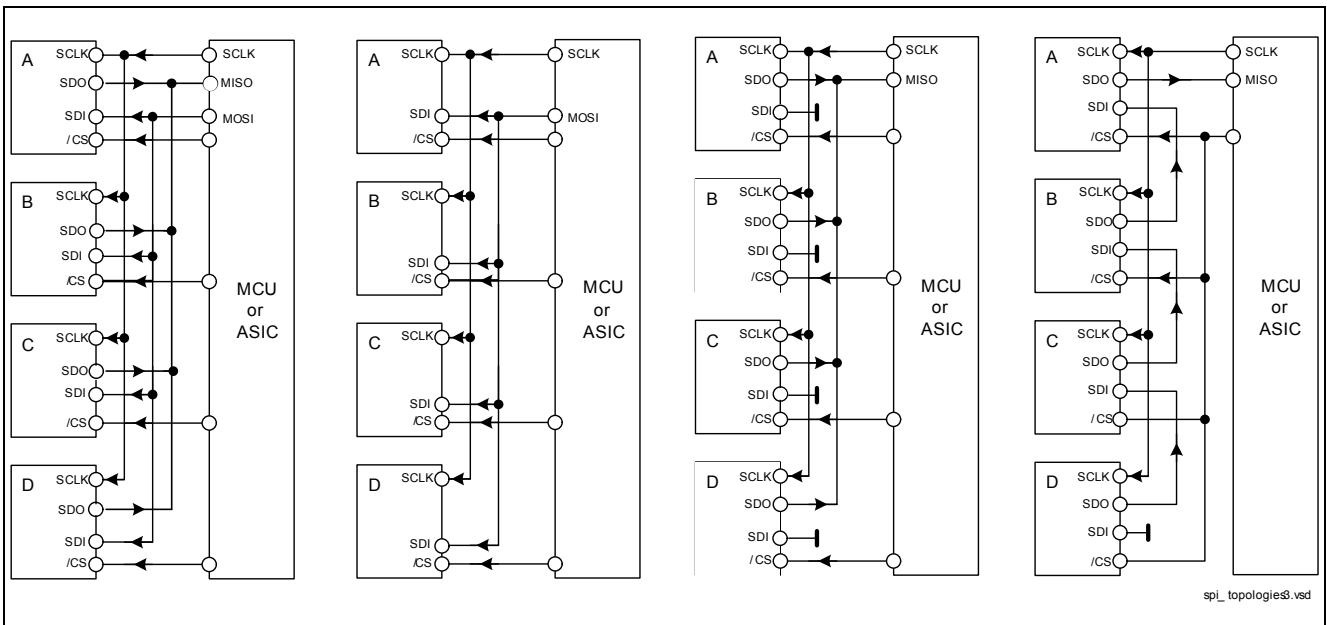 A
SCLK
SDO
SDI
/CS
SCLK
MISO
MOSI
B
SCLK
SDO
SDI
/CS
C
SCLK
SDO
SDI
/CS
D
SCLK
SDO
SDI
/CS
MCU
or
ASIC
A
SCLK
SDI
/CS
SCLK
MOSI
B
SCLK
SDI
/CS
C
SCLK
SDI
/CS
D
SCLK
SDI
/CS
MCU
or
ASIC
A
SCLK
SDO
SDI
/CS
SCLK
MISO
B
SCLK
SDO
SDI
/CS
C
SCLK
SDO
SDI
/CS
D
SCLK
SDO
SDI
/CS
MCU
or
ASIC
A
SCLK
SDO
SDI
/CS
SCLK
MISO
B
SCLK
SDO
SDI
/CS
C
SCLK
SDO
SDI
/CS
D
SCLK
SDO
SDI
/CS
MCU
or
ASIC
spi_topologies3.vsd